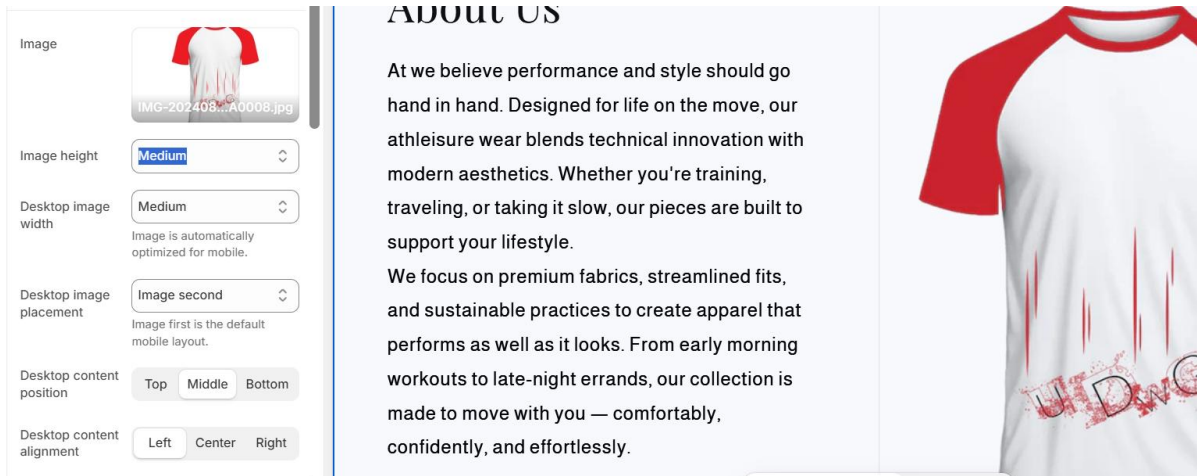 Image
IMG-202408...A0008.jpg
Image height
Medium
Desktop image
width
Medium
Image is automatically
optimized for mobile.
Desktop image
placement
Image second
Image first is the default
mobile layout.
Desktop content
position
Top Middle Bottom
Desktop content
alignment
Left Center Right
About Us
At we believe performance and style should go
hand in hand. Designed for life on the move, our
athleisure wear blends technical innovation with
modern aesthetics. Whether you're training,
traveling, or taking it slow, our pieces are built to
support your lifestyle.
We focus on premium fabrics, streamlined fits,
and sustainable practices to create apparel that
performs as well as it looks. From early morning
workouts to late-night errands, our collection is
made to move with you — comfortably,
confidently, and effortlessly.